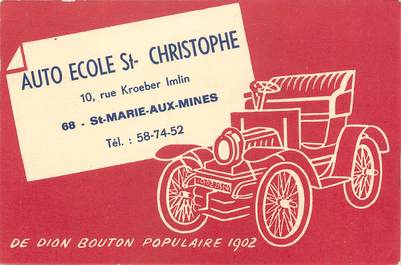 AUTO ECOLE St- CHRISTOPHE
10, rue Kroeber Imlin
68 - St-MARIE-AUX-MINES
Tél. : 58-74-52
DE DION BOUTON POPULAIRE 1902